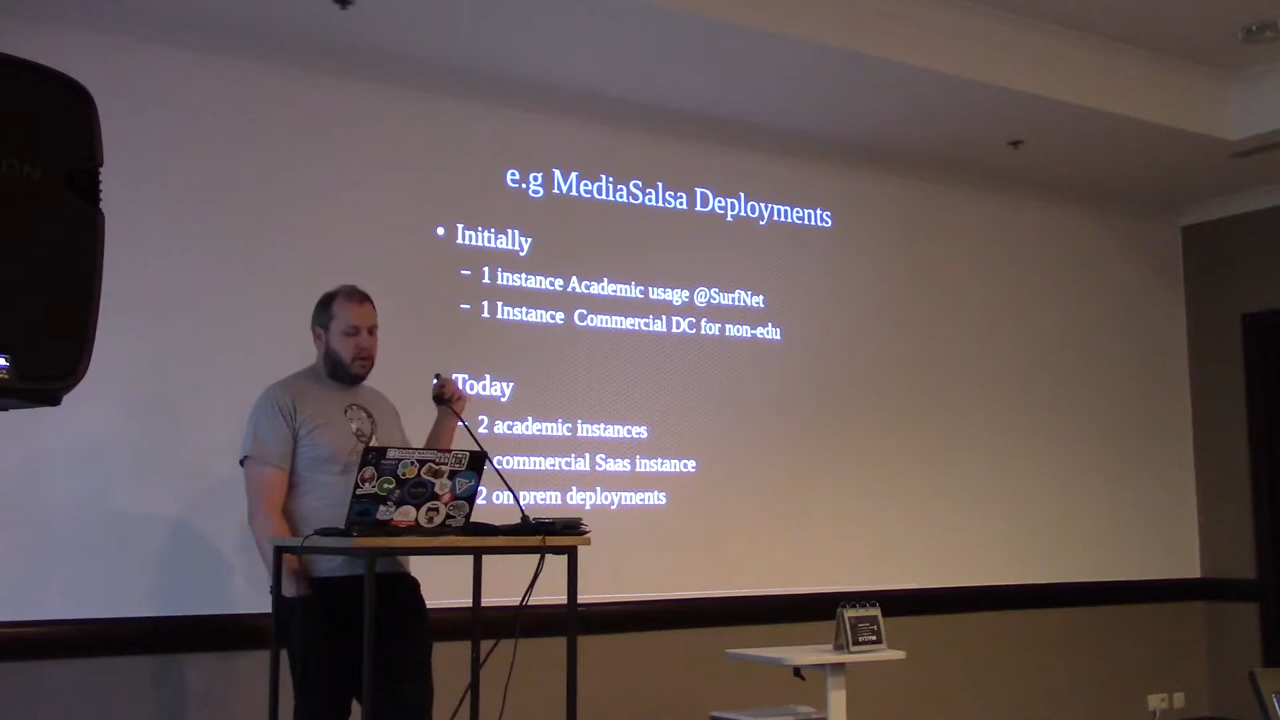 e.g MediaSalsa Deployments
• Initially
– 1 instance Academic usage @SurfNet
– 1 Instance Commercial DC for non-edu
Today
2 academic instances
commercial Saas instance
2 on prem deployments